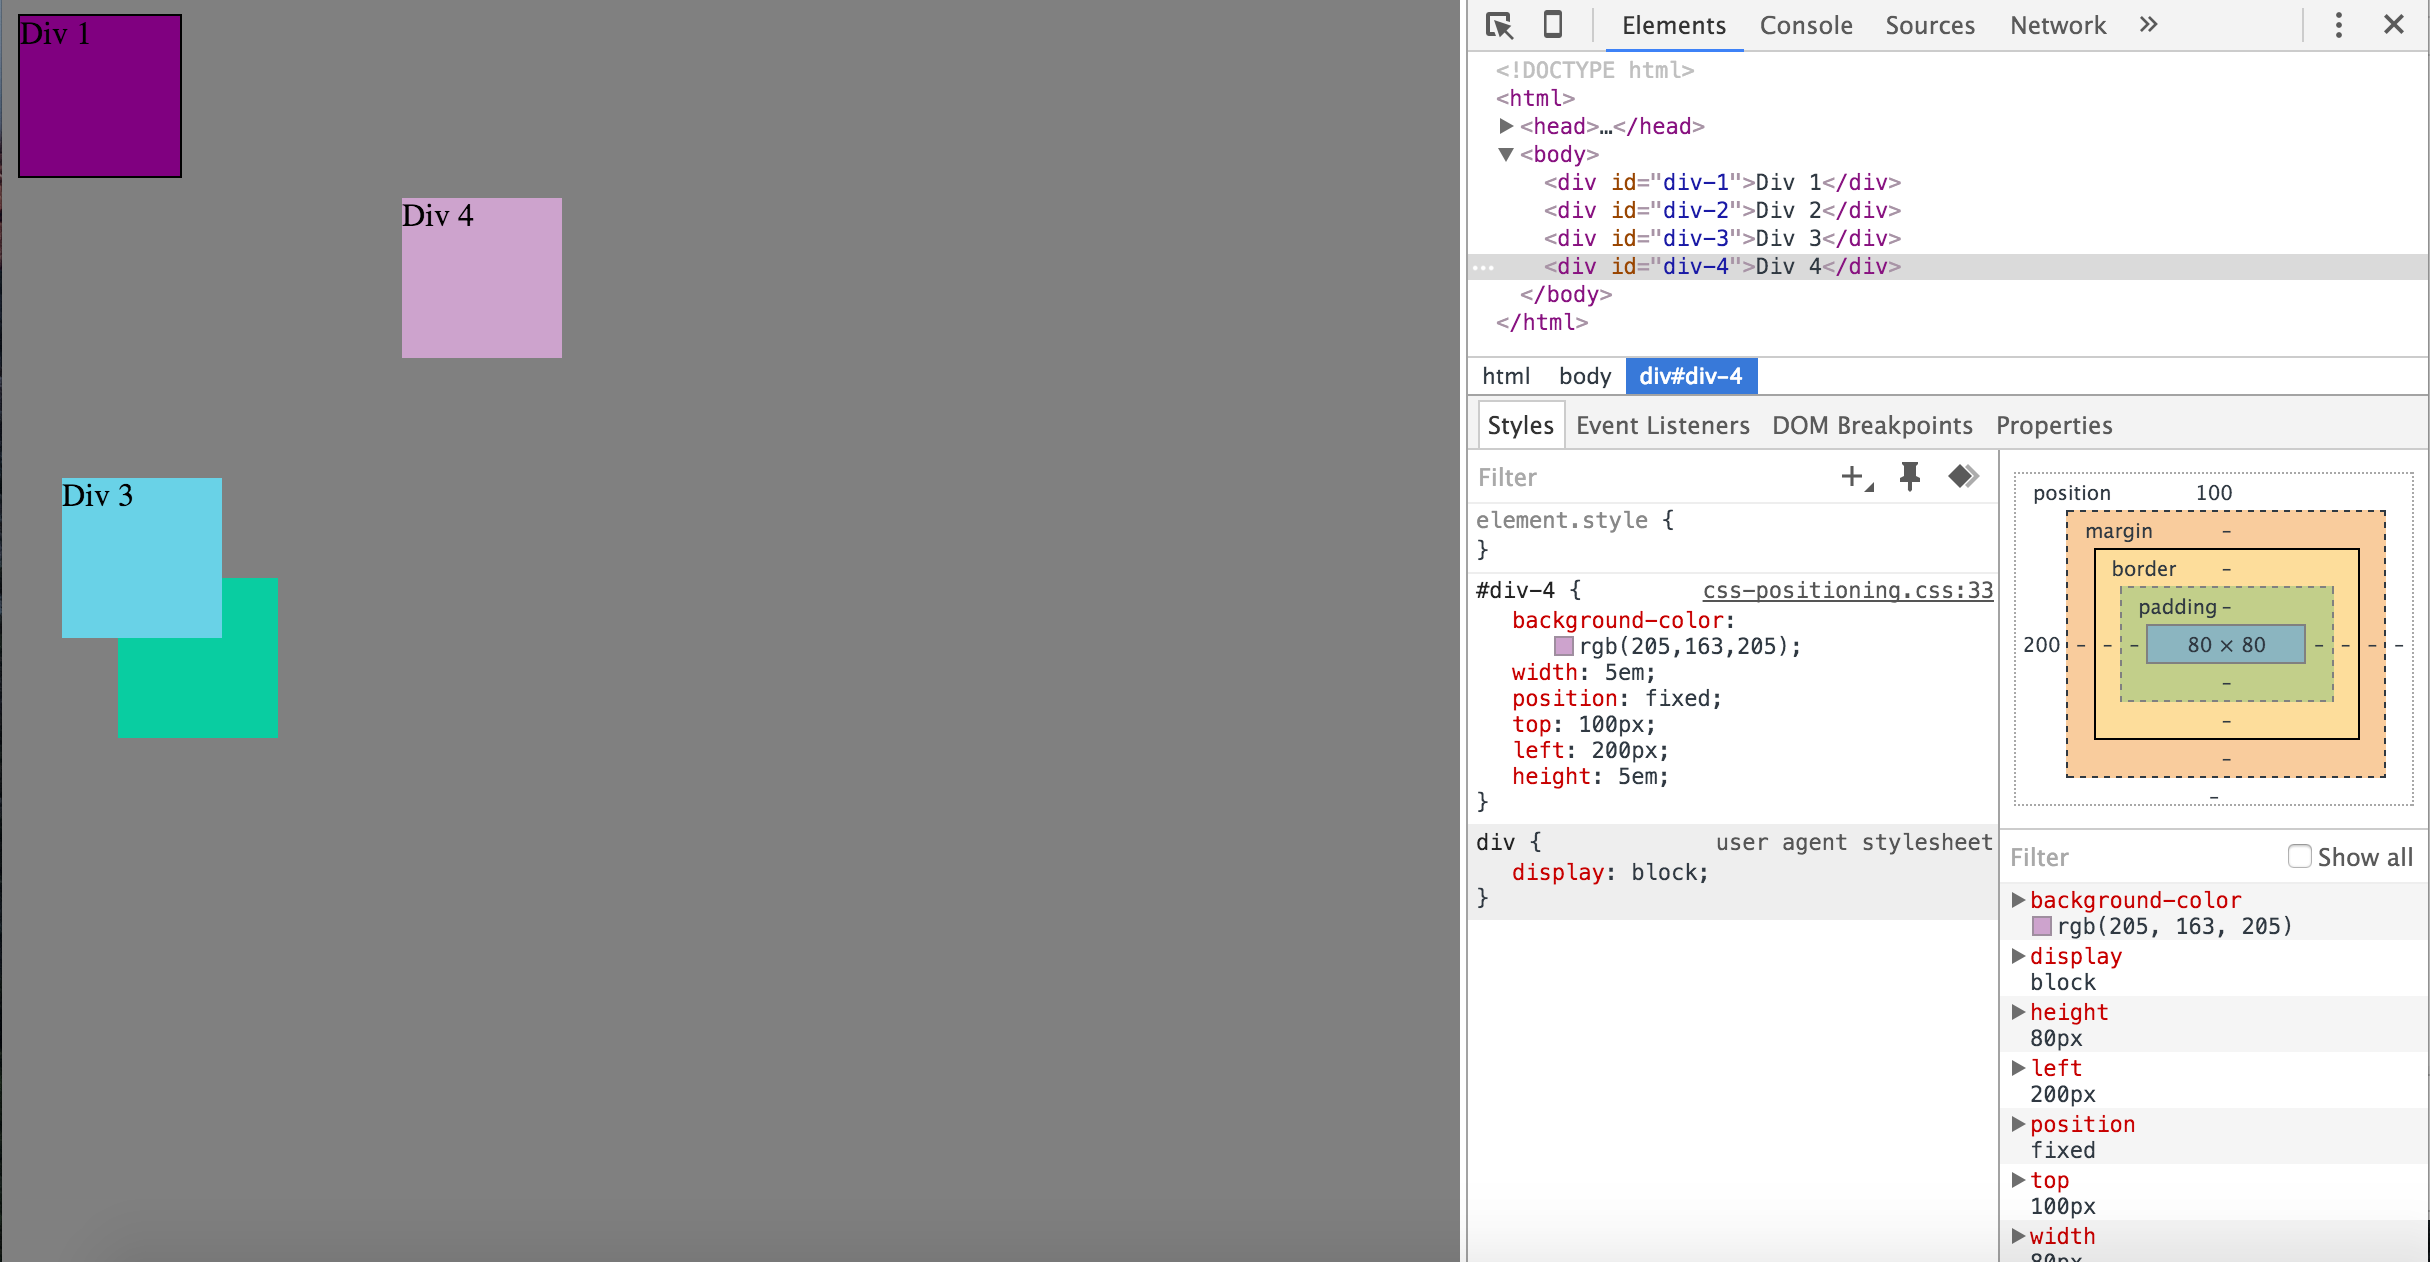 Div 1
Div 4
Div 3
Elements Console Sources Network »
<!DOCTYPE html>
<html>
<head>…</head>
<body>
<div id="div-1">Div 1</div>
<div id="div-2">Div 2</div>
<div id="div-3">Div 3</div>
<div id="div-4">Div 4</div>
</body>
</html>
html body div#div-4
Styles Event Listeners DOM Breakpoints Properties
Filter
element.style {
}
#div-4 { css-positioning.css:33
background-color:
rgb(205,163,205);
width: 5em;
position: fixed;
top: 100px;
left: 200px;
height: 5em;
}
div { user agent stylesheet
display: block;
}
position 100
margin -
border -
padding -
200 - - - 80 × 80 - - - -
-
-
-
-
Filter Show all
background-color
rgb(205, 163, 205)
display
block
height
80px
left
200px
position
fixed
top
100px
width
80px